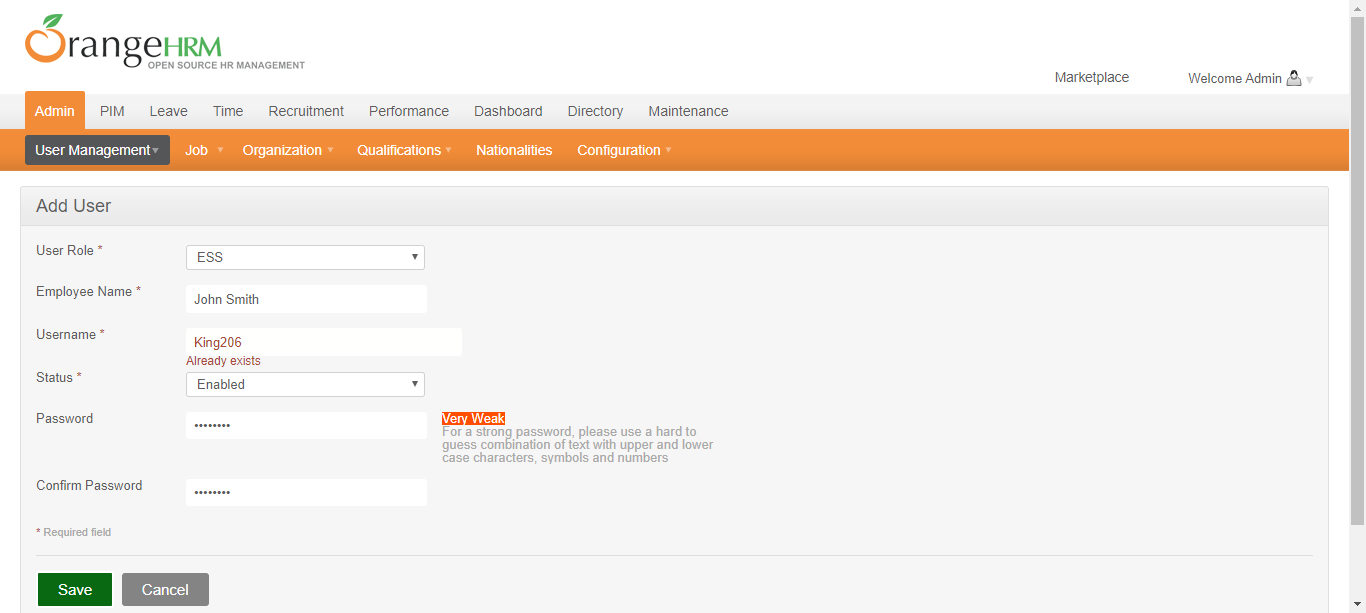 OrangeHRM
OPEN SOURCE HR MANAGEMENT
Marketplace Welcome Admin
Admin PIM Leave Time Recruitment Performance Dashboard Directory Maintenance
User Management Job Organization Qualifications Nationalities Configuration
Add User
User Role * ESS
Employee Name * John Smith
Username * King206
Already exists
Status * Enabled
Password •••••••• Very Weak
For a strong password, please use a hard to
guess combination of text with upper and lower
case characters, symbols and numbers
Confirm Password ••••••••
* Required field
Save Cancel